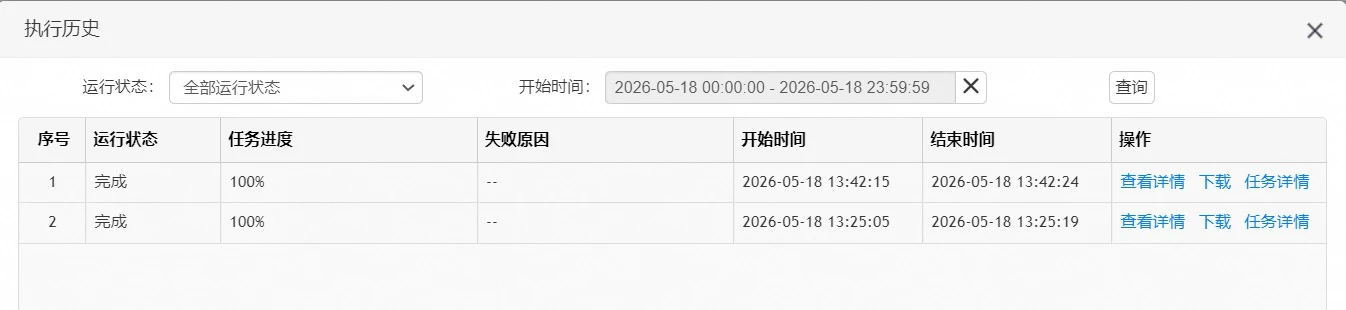 执行历史
运行状态： 全部运行状态 开始时间： 2026-05-18 00:00:00 - 2026-05-18 23:59:59 查询
序号 运行状态 任务进度 失败原因 开始时间 结束时间 操作
1 完成 100% -- 2026-05-18 13:42:15 2026-05-18 13:42:24 查看详情 下载 任务详情
2 完成 100% -- 2026-05-18 13:25:05 2026-05-18 13:25:19 查看详情 下载 任务详情